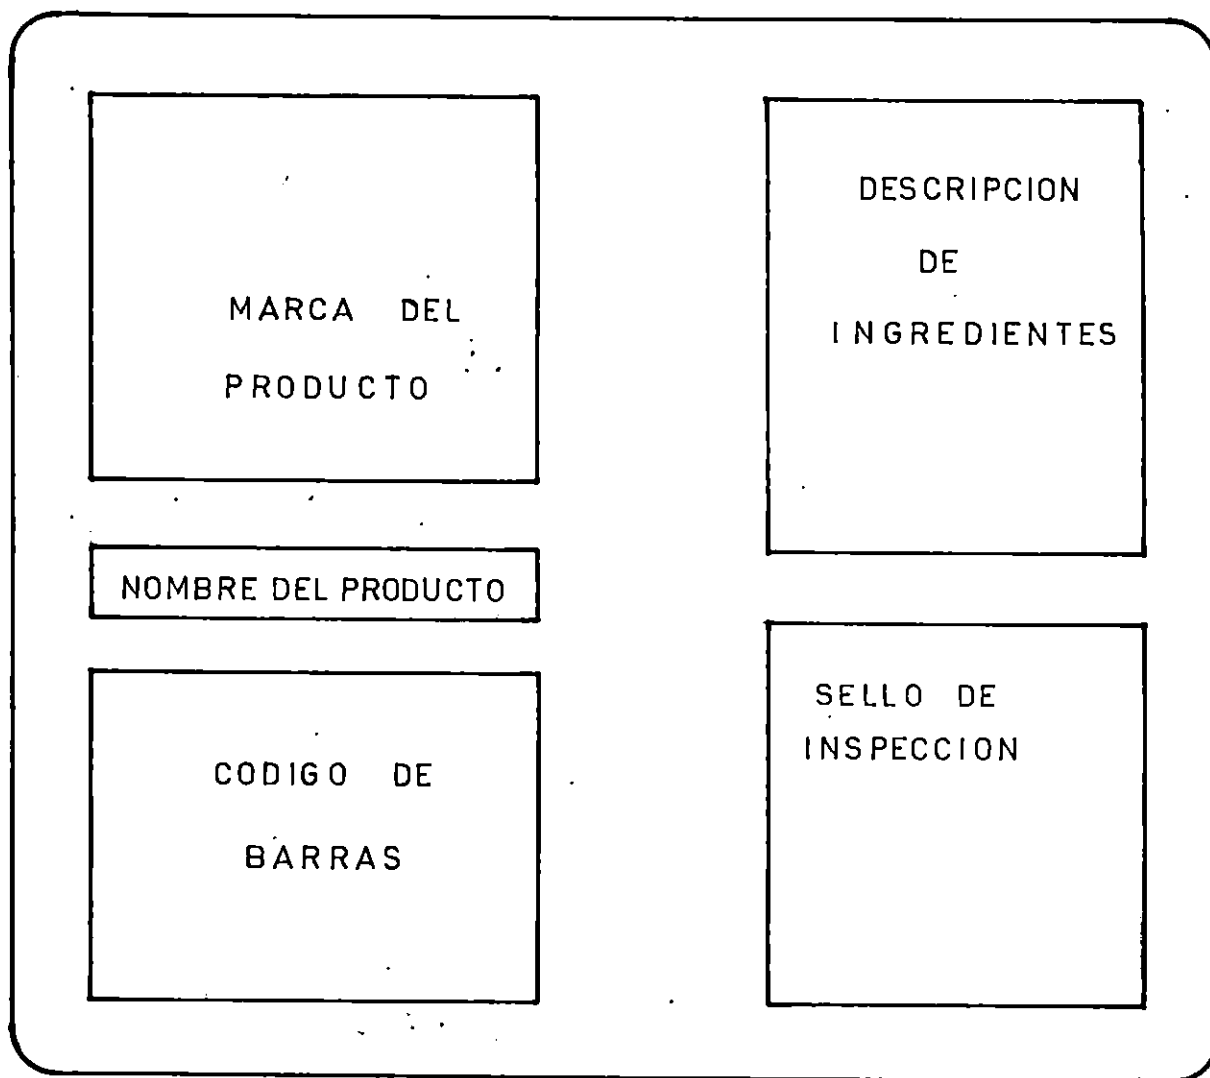 MARCA DEL
PRODUCTO
NOMBRE DEL PRODUCTO
CODIGO DE
BARRAS
DESCRIPCION
DE
INGREDIENTES
SELLO DE
INSPECCION